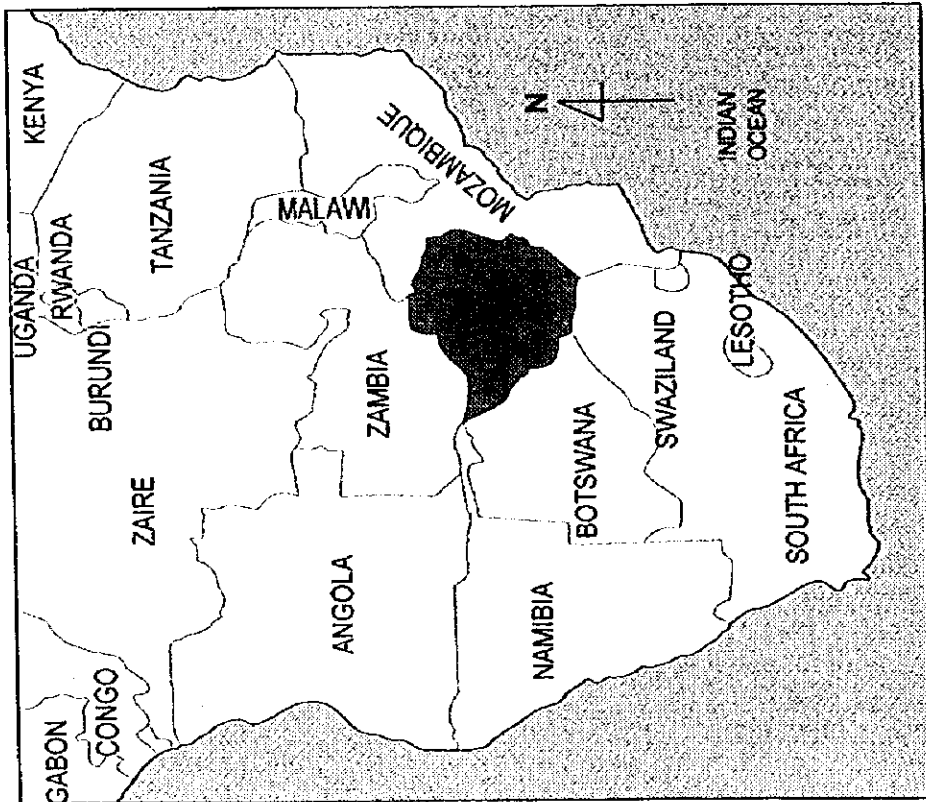 UGANDA
KENYA
RWANDA
BURUNDI
TANZANIA
GABON
CONGO
ZAIRE
MALAWI
MOZAMBIQUE
ANGOLA
ZAMBIA
N
INDIAN
OCEAN
NAMIBIA
BOTSWANA
SWAZILAND
LESOTHO
SOUTH AFRICA